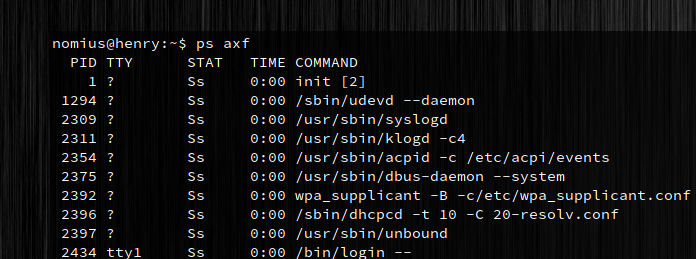 nomius@henry:~$ ps axf
  PID TTY      STAT   TIME COMMAND
    1 ?        Ss     0:00 init [2]
 1294 ?        Ss     0:00 /sbin/udevd --daemon
 2309 ?        Ss     0:00 /usr/sbin/syslogd
 2311 ?        Ss     0:00 /usr/sbin/klogd -c4
 2354 ?        Ss     0:00 /usr/sbin/acpid -c /etc/acpi/events
 2375 ?        Ss     0:00 /usr/bin/dbus-daemon --system
 2392 ?        Ss     0:00 wpa_supplicant -B -c/etc/wpa_supplicant.conf
 2396 ?        Ss     0:00 /sbin/dhcpcd -t 10 -C 20-resolv.conf
 2397 ?        Ss     0:00 /usr/sbin/unbound
 2434 tty1     Ss     0:00 /bin/login --